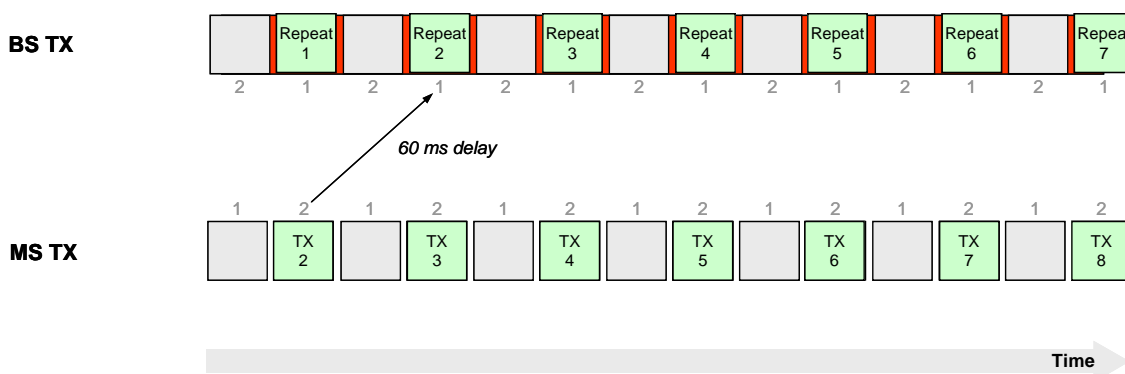 BS TX
Repeat Repeat Repeat Repeat Repeat Repeat Repea
1 2 3 4 5 6 7
2 1 2 1 2 1 2 1 2 1 2 1 2 1
60 ms delay
1 2 1 2 1 2 1 2 1 2 1 2 1 2
MS TX
TX TX TX TX TX TX TX
2 3 4 5 6 7 8
Time